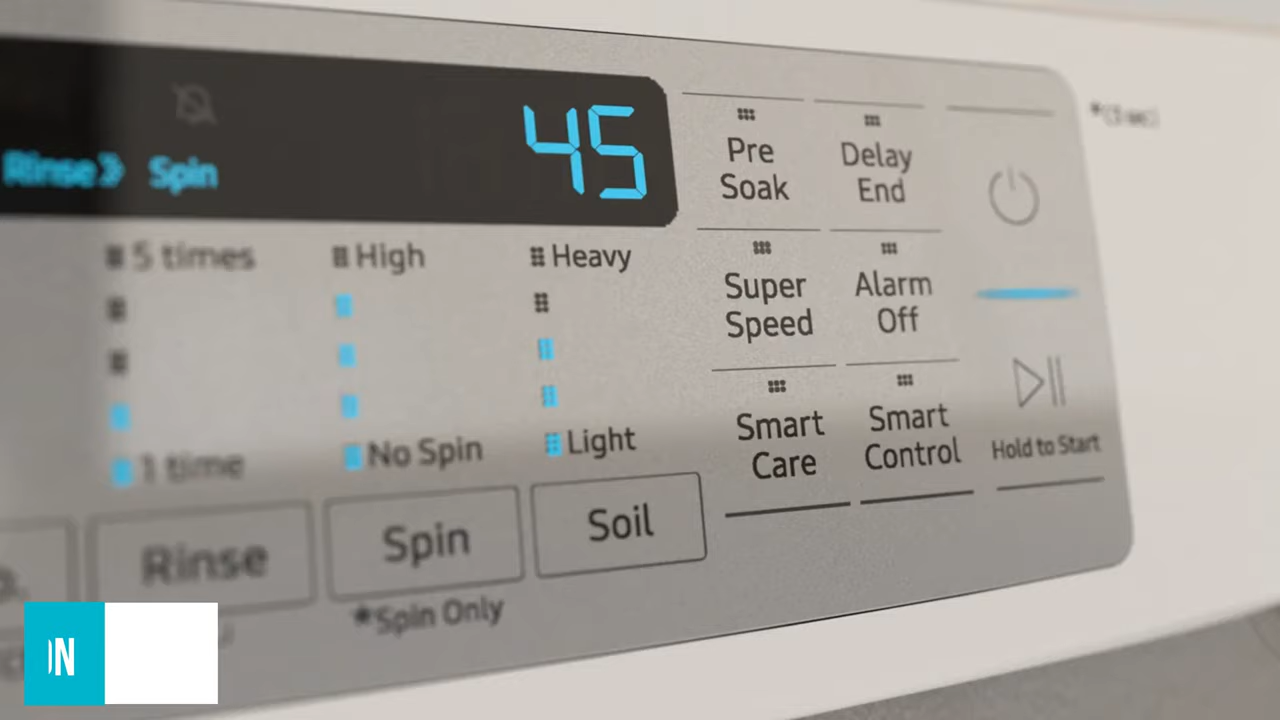 Rinse
Spin
45
5 times
1 time
High
No Spin
Heavy
Light
Rinse
Spin
Soil
*Spin Only
Pre
Soak
Delay
End
Super
Speed
Alarm
Off
Smart
Care
Smart
Control
Hold to Start
N